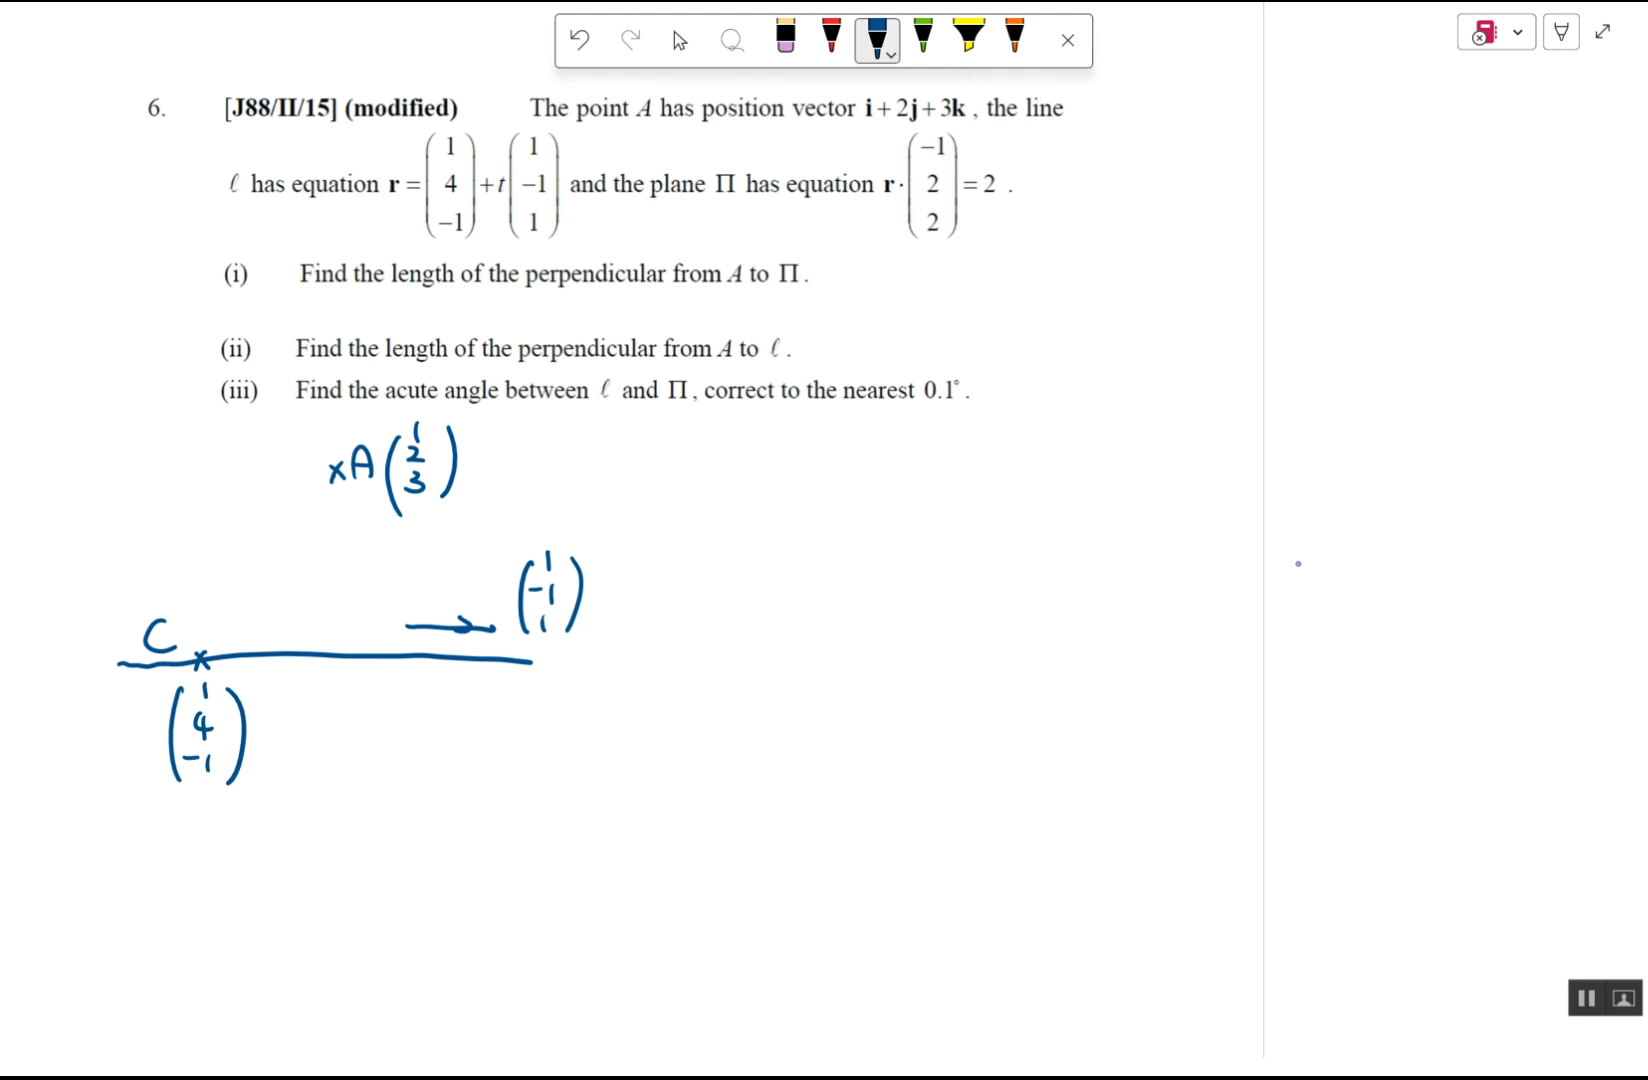 6. [J88/II/15] (modified) The point A has position vector i + 2j + 3k , the line
ℓ has equation r = (1 4 −1) + t (1 −1 1) and the plane Π has equation r · (−1 2 2) = 2 .
(i) Find the length of the perpendicular from A to Π .
(ii) Find the length of the perpendicular from A to ℓ .
(iii) Find the acute angle between ℓ and Π , correct to the nearest 0.1° .
×A (1 2 3)
(1 −1 1)
C
(1 4 −1)